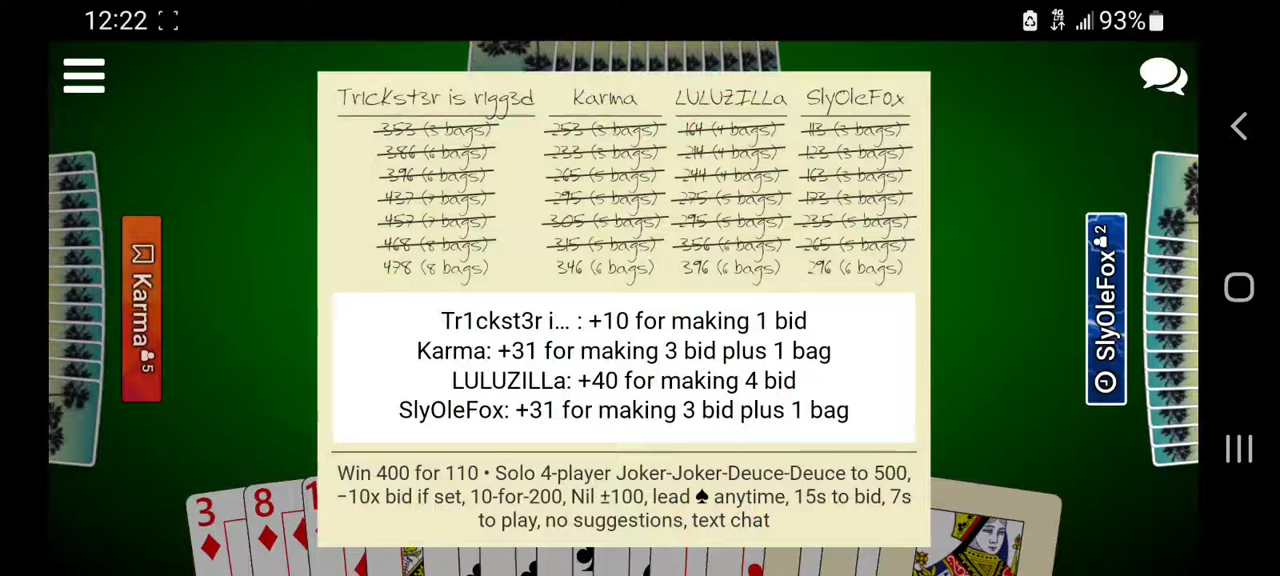 12:22 93%
Tr1ckst3r is r1gg3d Karma LULUZILLa SlyOleFox
353 (3 bags) 253 (3 bags) 164 (4 bags) 113 (3 bags)
386 (6 bags) 233 (3 bags) 214 (4 bags) 123 (3 bags)
396 (6 bags) 265 (5 bags) 244 (4 bags) 163 (3 bags)
437 (7 bags) 295 (5 bags) 275 (5 bags) 173 (3 bags)
457 (7 bags) 305 (5 bags) 295 (5 bags) 235 (5 bags)
468 (8 bags) 315 (5 bags) 356 (6 bags) 265 (5 bags)
478 (8 bags) 346 (6 bags) 396 (6 bags) 296 (6 bags)
Tr1ckst3r i... : +10 for making 1 bid
Karma: +31 for making 3 bid plus 1 bag
LULUZILLa: +40 for making 4 bid
SlyOleFox: +31 for making 3 bid plus 1 bag
Win 400 for 110 • Solo 4-player Joker-Joker-Deuce-Deuce to 500,
−10x bid if set, 10-for-200, Nil ±100, lead ♠ anytime, 15s to bid, 7s
to play, no suggestions, text chat
Karma 5
SlyOleFox 2
3 8